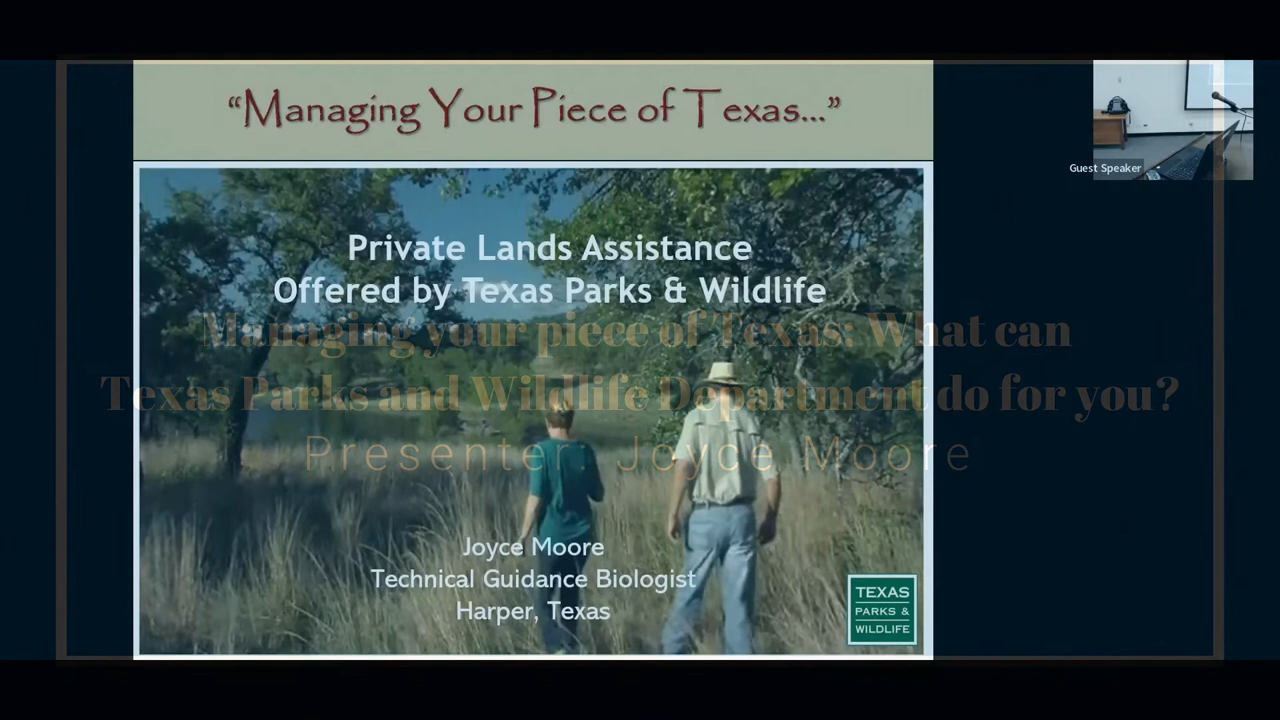 “Managing Your Piece of Texas...”
Guest Speaker
Private Lands Assistance
Offered by Texas Parks & Wildlife
Managing your piece of Texas: What can
Texas Parks and Wildlife Department do for you?
Presenter: Joyce Moore
Joyce Moore
Technical Guidance Biologist
Harper, Texas
TEXAS
PARKS &
WILDLIFE